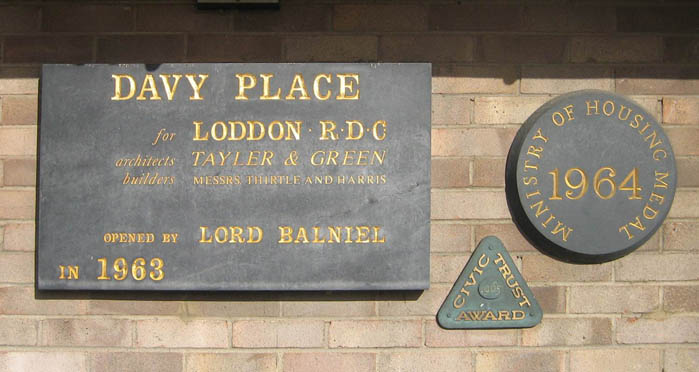 DAVY PLACE
for LODDON · R·D·C
architects TAYLER & GREEN
builders MESSRS THIRTLE AND HARRIS
OPENED BY LORD BALNIEL
IN 1963
MINISTRY OF HOUSING MEDAL
1964
CIVIC TRUST
1965
AWARD